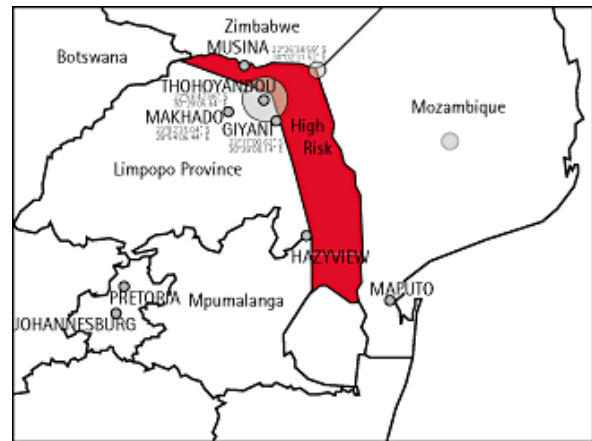 Zimbabwe
MUSINA
Botswana
THOHOYANDOU
MAKHADO
GIYANI
High
Risk
Mozambique
Limpopo Province
HAZYVIEW
PRETORIA
Mpumalanga
MAPUTO
JOHANNESBURG